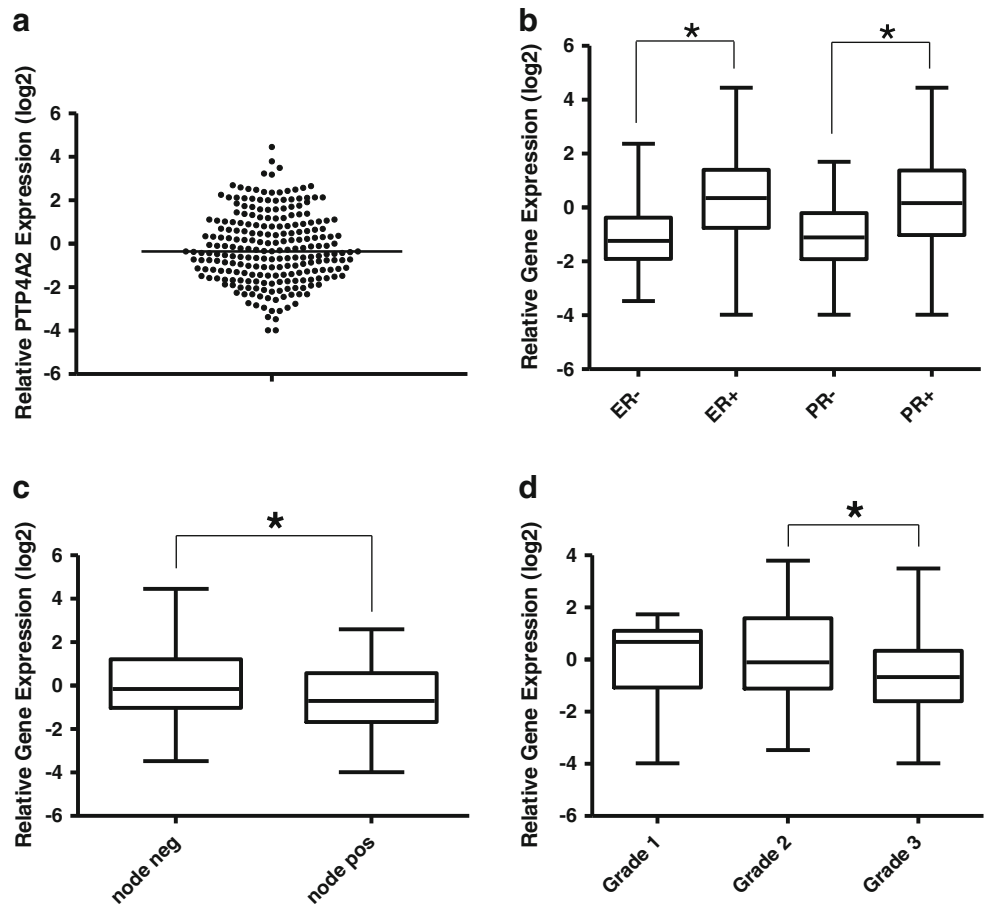 a
Relative PTP4A2 Expression (log2)
6
4
2
0
-2
-4
-6
b
Relative Gene Expression (log2)
6
4
2
0
-2
-4
-6
*
*
ER-
ER+
PR-
PR+
c
Relative Gene Expression (log2)
6
4
2
0
-2
-4
-6
*
node neg
node pos
d
Relative Gene Expression (log2)
4
2
0
-2
-4
-6
*
Grade 1
Grade 2
Grade 3